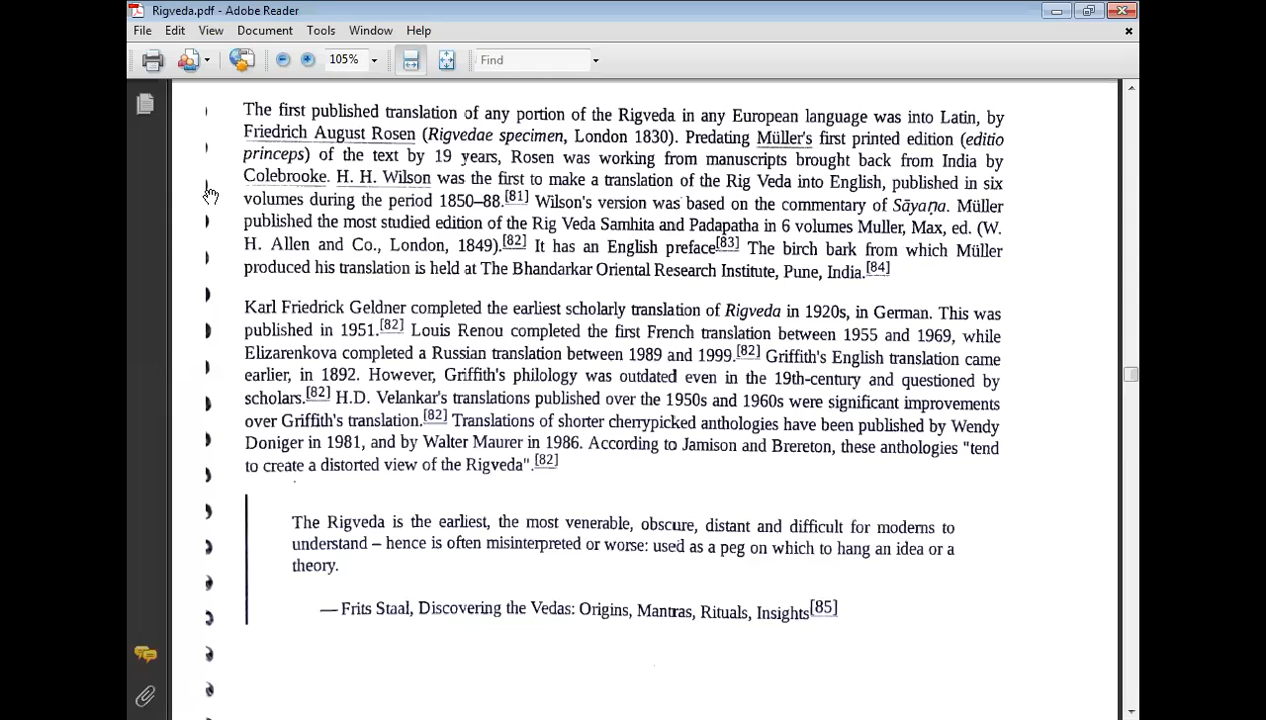 Rigveda.pdf - Adobe Reader
File Edit View Document Tools Window Help
105% Find
The first published translation of any portion of the Rigveda in any European language was into Latin, by
Friedrich August Rosen (Rigvedae specimen, London 1830). Predating Müller's first printed edition (editio
princeps) of the text by 19 years, Rosen was working from manuscripts brought back from India by
Colebrooke. H. H. Wilson was the first to make a translation of the Rig Veda into English, published in six
volumes during the period 1850–88.[81] Wilson's version was based on the commentary of Sāyaṇa. Müller
published the most studied edition of the Rig Veda Samhita and Padapatha in 6 volumes Muller, Max, ed. (W.
H. Allen and Co., London, 1849).[82] It has an English preface[83] The birch bark from which Müller
produced his translation is held at The Bhandarkar Oriental Research Institute, Pune, India.[84]
Karl Friedrick Geldner completed the earliest scholarly translation of Rigveda in 1920s, in German. This was
published in 1951.[82] Louis Renou completed the first French translation between 1955 and 1969, while
Elizarenkova completed a Russian translation between 1989 and 1999.[82] Griffith's English translation came
earlier, in 1892. However, Griffith's philology was outdated even in the 19th-century and questioned by
scholars.[82] H.D. Velankar's translations published over the 1950s and 1960s were significant improvements
over Griffith's translation.[82] Translations of shorter cherrypicked anthologies have been published by Wendy
Doniger in 1981, and by Walter Maurer in 1986. According to Jamison and Brereton, these anthologies "tend
to create a distorted view of the Rigveda".[82]
The Rigveda is the earliest, the most venerable, obscure, distant and difficult for moderns to
understand – hence is often misinterpreted or worse: used as a peg on which to hang an idea or a
theory.
— Frits Staal, Discovering the Vedas: Origins, Mantras, Rituals, Insights[85]